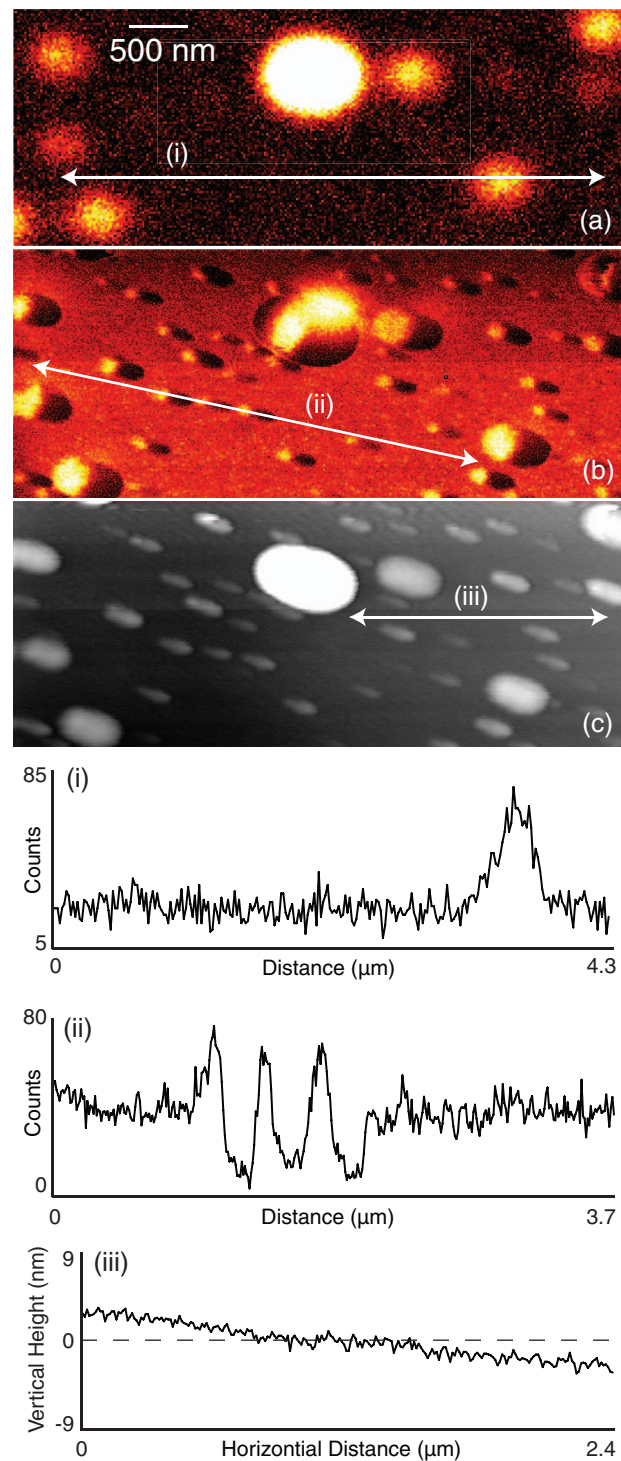 500 nm
(i)
(a)
(ii)
(b)
(iii)
(c)
(i)
85
Counts
5
0
Distance (µm)
4.3
(ii)
80
Counts
0
0
Distance (µm)
3.7
(iii)
9
Vertical Height (nm)
0
-9
0
Horizontial Distance (µm)
2.4